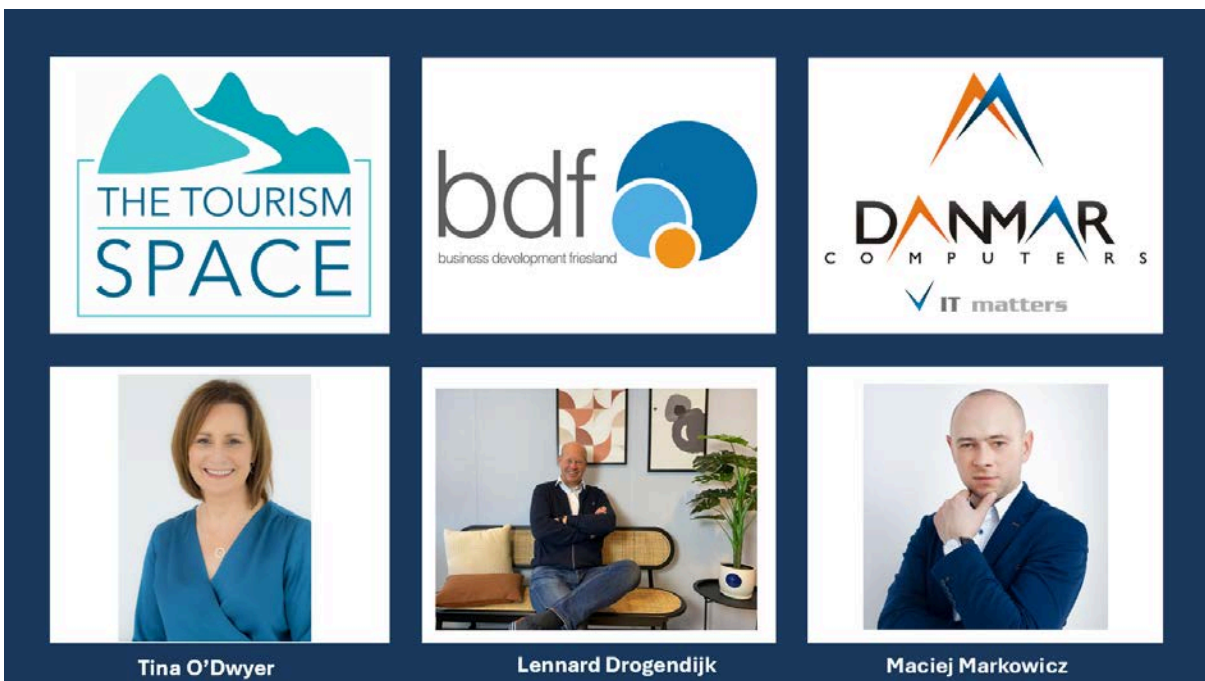 THE TOURISM
SPACE
bdf
business development friesland
DANMAR
COMPUTERS
IT matters
Tina O’Dwyer
Lennard Drogendijk
Maciej Markowicz